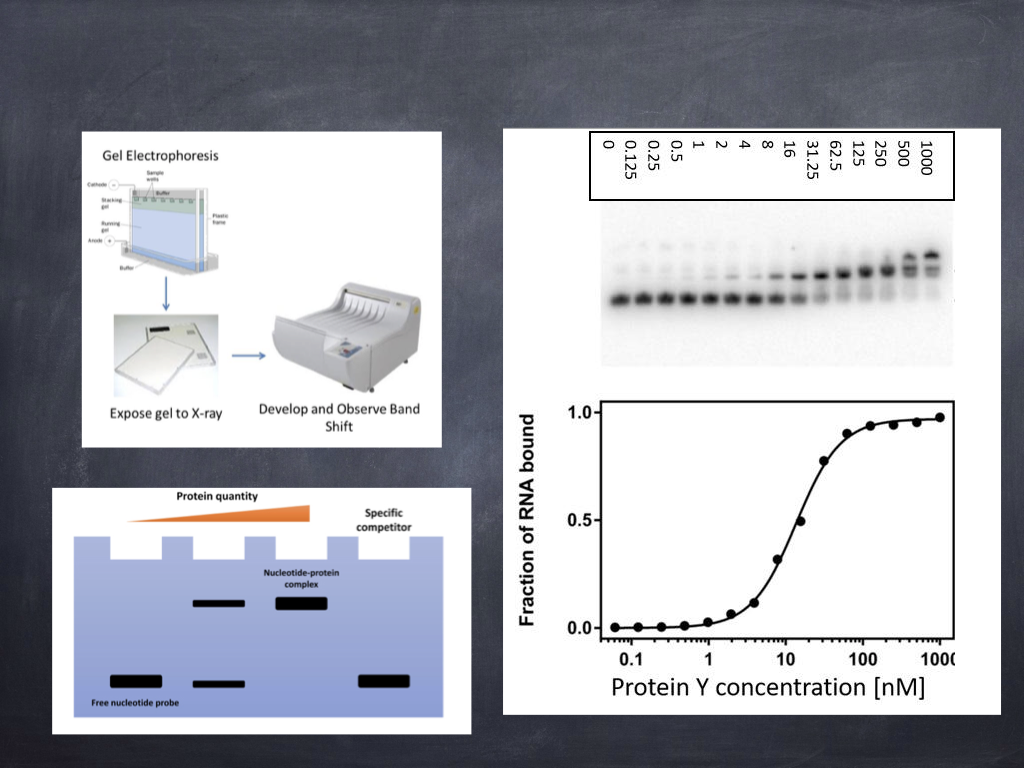 Gel Electrophoresis
Sample
wells
Cathode
Buffer
Stacking
gel
Plastic
frame
Running
gel
Anode
Buffer
Expose gel to X-ray
Develop and Observe Band
Shift
Protein quantity
Specific
competitor
Nucleotide-protein
complex
Free nucleotide probe
0 0.125 0.25 0.5 1 2 4 8 16 31.25 62.5 125 250 500 1000
Fraction of RNA bound
1.0
0.5
0.0
0.1 1 10 100 1000
Protein Y concentration [nM]